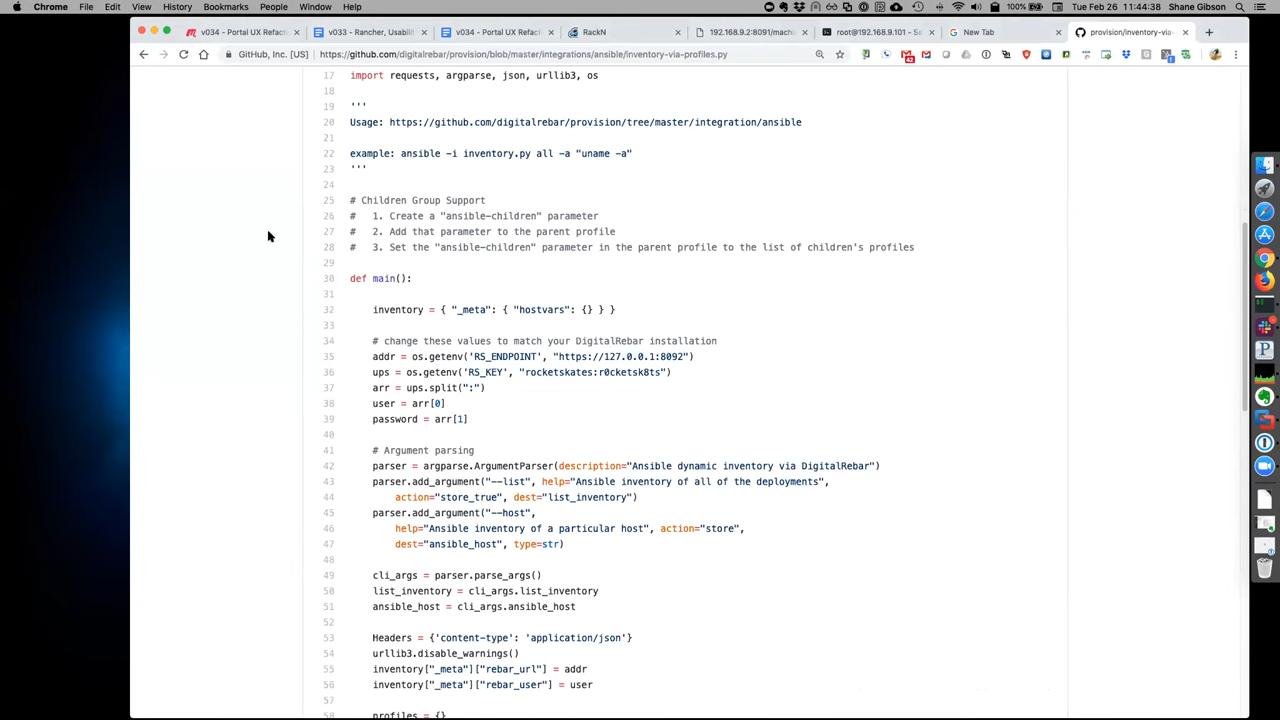 Chrome File Edit View History Bookmarks People Window Help 100% Tue Feb 26 11:44:38 Shane Gibson
v034 - Portal UX Refact v033 - Rancher, Usabili v034 - Portal UX Refac RackN 192.168.9.2:8091/mach root@192.168.9.101 - S New Tab provision/inventory-via-
GitHub, Inc. [US] https://github.com/digitalrebar/provision/blob/master/integrations/ansible/inventory-via-profiles.py 42
17 import requests, argparse, json, urllib3, os
18
19 '''
20 Usage: https://github.com/digitalrebar/provision/tree/master/integration/ansible
21
22 example: ansible -i inventory.py all -a "uname -a"
23 '''
24
25 # Children Group Support
26 # 1. Create a "ansible-children" parameter
27 # 2. Add that parameter to the parent profile
28 # 3. Set the "ansible-children" parameter in the parent profile to the list of children's profiles
29
30 def main():
31
32 inventory = { "_meta": { "hostvars": {} } }
33
34 # change these values to match your DigitalRebar installation
35 addr = os.getenv('RS_ENDPOINT', "https://127.0.0.1:8092")
36 ups = os.getenv('RS_KEY', "rocketskates:r0cketsk8ts")
37 arr = ups.split(":")
38 user = arr[0]
39 password = arr[1]
40
41 # Argument parsing
42 parser = argparse.ArgumentParser(description="Ansible dynamic inventory via DigitalRebar")
43 parser.add_argument("--list", help="Ansible inventory of all of the deployments",
44 action="store_true", dest="list_inventory")
45 parser.add_argument("--host",
46 help="Ansible inventory of a particular host", action="store",
47 dest="ansible_host", type=str)
48
49 cli_args = parser.parse_args()
50 list_inventory = cli_args.list_inventory
51 ansible_host = cli_args.ansible_host
52
53 Headers = {'content-type': 'application/json'}
54 urllib3.disable_warnings()
55 inventory["_meta"]["rebar_url"] = addr
56 inventory["_meta"]["rebar_user"] = user
57
58 profiles = {}